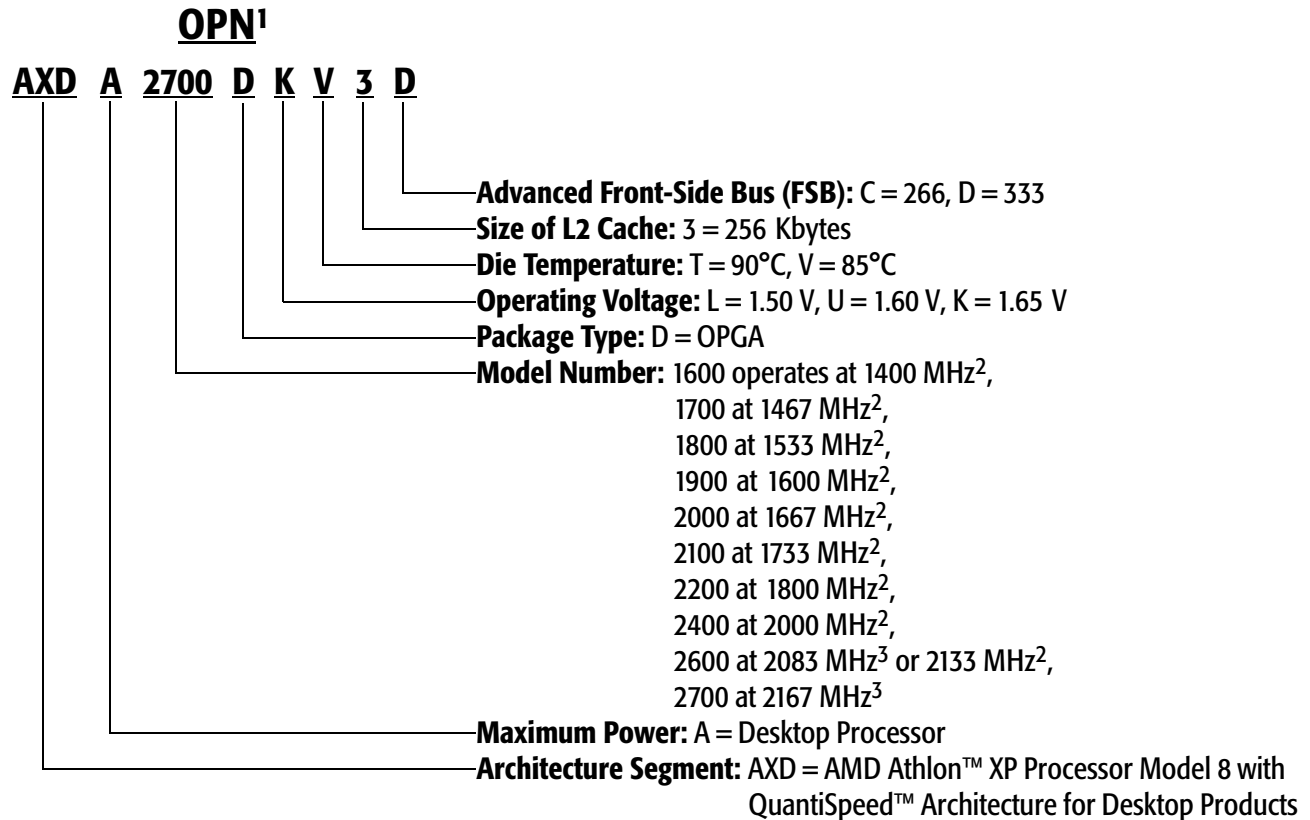 OPN¹
AXD A 2700 D K V 3 D
Advanced Front-Side Bus (FSB): C = 266, D = 333
Size of L2 Cache: 3 = 256 Kbytes
Die Temperature: T = 90°C, V = 85°C
Operating Voltage: L = 1.50 V, U = 1.60 V, K = 1.65 V
Package Type: D = OPGA
Model Number: 1600 operates at 1400 MHz²,
1700 at 1467 MHz²,
1800 at 1533 MHz²,
1900 at 1600 MHz²,
2000 at 1667 MHz²,
2100 at 1733 MHz²,
2200 at 1800 MHz²,
2400 at 2000 MHz²,
2600 at 2083 MHz³ or 2133 MHz²,
2700 at 2167 MHz³
Maximum Power: A = Desktop Processor
Architecture Segment: AXD = AMD Athlon™ XP Processor Model 8 with
QuantiSpeed™ Architecture for Desktop Products